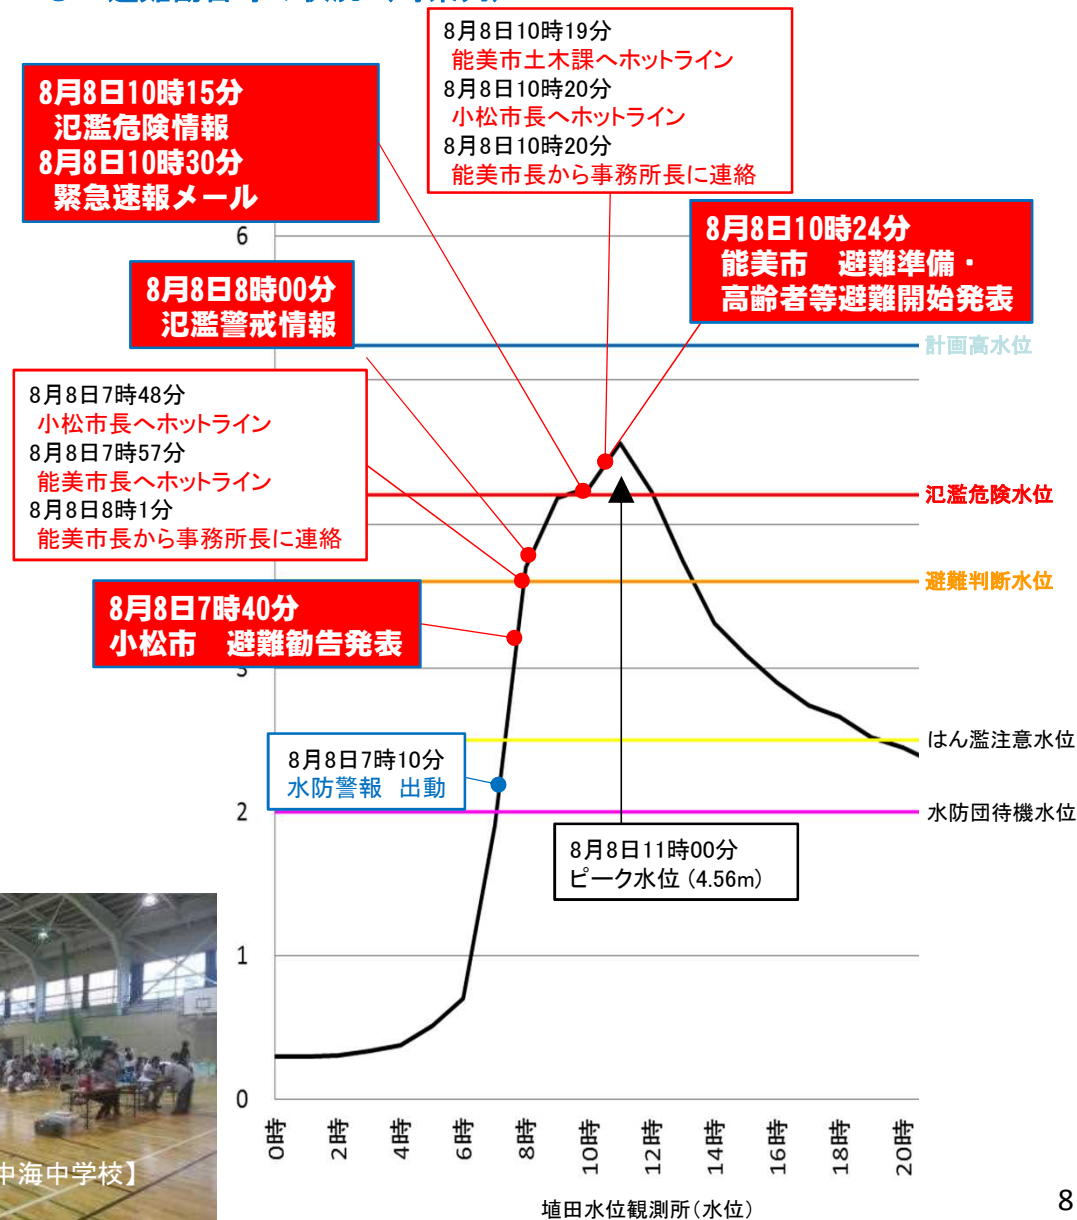 8月8日10時19分
能美市土木課へホットライン
8月8日10時20分
小松市長へホットライン
8月8日10時20分
能美市長から事務所長に連絡
8月8日10時15分
氾濫危険情報
8月8日10時30分
緊急速報メール
8月8日10時24分
能美市　避難準備・
高齢者等避難開始発表
8月8日8時00分
氾濫警戒情報
8月8日7時48分
小松市長へホットライン
8月8日7時57分
能美市長へホットライン
8月8日8時1分
能美市長から事務所長に連絡
8月8日7時40分
小松市　避難勧告発表
8月8日7時10分
水防警報　出動
8月8日11時00分
ピーク水位 (4.56m)
計画高水位
氾濫危険水位
避難判断水位
はん濫注意水位
水防団待機水位
6
3
2
1
0
0時
2時
4時
6時
8時
10時
12時
14時
16時
18時
20時
埴田水位観測所(水位)
中海中学校】
8